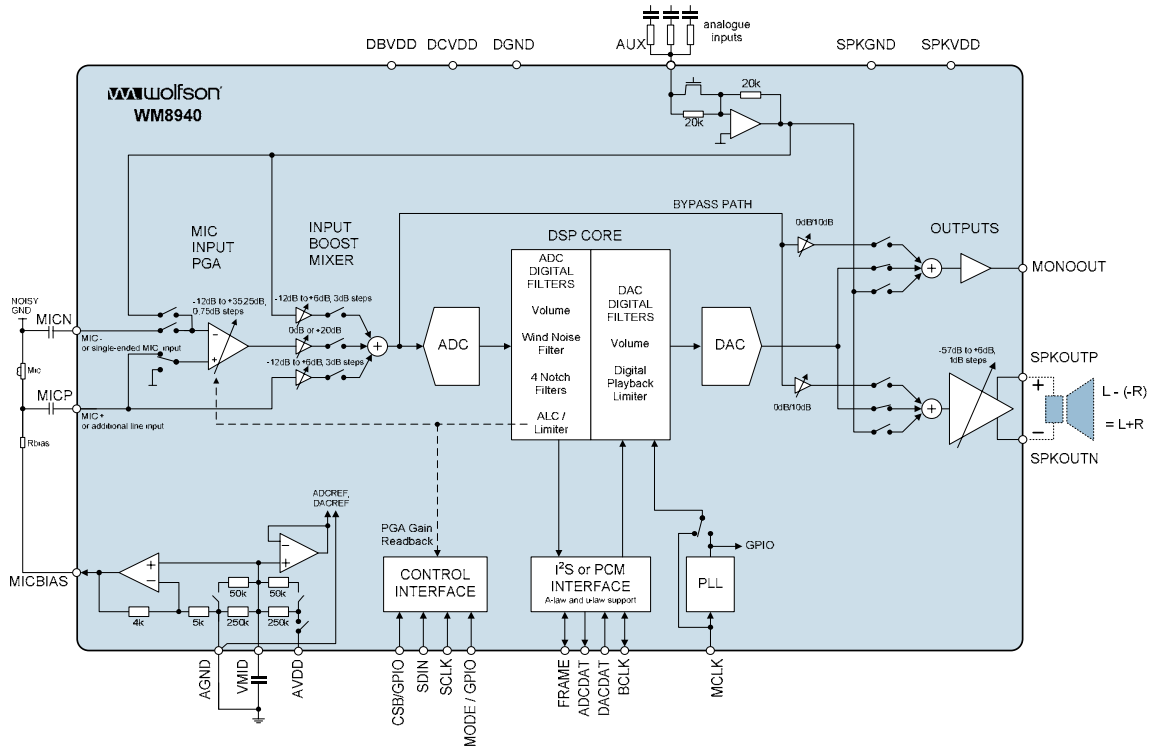 analogue
inputs
DBVDD
DCVDD
DGND
AUX
SPKGND
SPKVDD
wolfson
WM8940
20k
20k
BYPASS PATH
0dB/10dB
OUTPUTS
MIC
INPUT
PGA
INPUT
BOOST
MIXER
DSP CORE
ADC
DIGITAL
FILTERS
Volume
Wind Noise
Filter
4 Notch
Filters
ALC /
Limiter
DAC
DIGITAL
FILTERS
Volume
Digital
Playback
Limiter
MONOOUT
NOISY
GND
MICN
MIC -
or single-ended MIC input
-12dB to +35.25dB,
0.75dB steps
-12dB to +6dB, 3dB steps
0dB or +20dB
-12dB to +6dB, 3dB steps
ADC
DAC
-57dB to +6dB,
1dB steps
SPKOUTP
+
L - (-R)
= L+R
−
SPKOUTN
0dB/10dB
MIC
MICP
MIC +
or additional line input
Rbias
ADCREF,
DACREF
PGA Gain
Readback
GPIO
MICBIAS
CONTROL
INTERFACE
I²S or PCM
INTERFACE
A-law and u-law support
PLL
50k
50k
4k
5k
250k
250k
AGND
VMID
AVDD
CSB/GPIO
SDIN
SCLK
MODE / GPIO
FRAME
ADCDAT
DACDAT
BCLK
MCLK